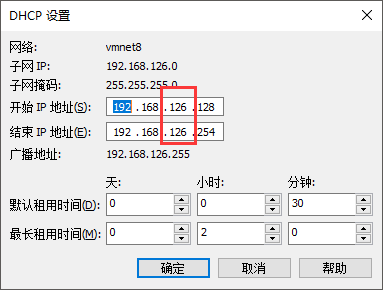 DHCP 设置
网络: vmnet8
子网 IP: 192.168.126.0
子网掩码: 255.255.255.0
开始 IP 地址(S): 192 .168 .126 .128
结束 IP 地址(E): 192 .168 .126 .254
广播地址: 192.168.126.255
天: 小时: 分钟:
默认租用时间(D): 0 0 30
最长租用时间(M): 0 2 0
确定 取消 帮助